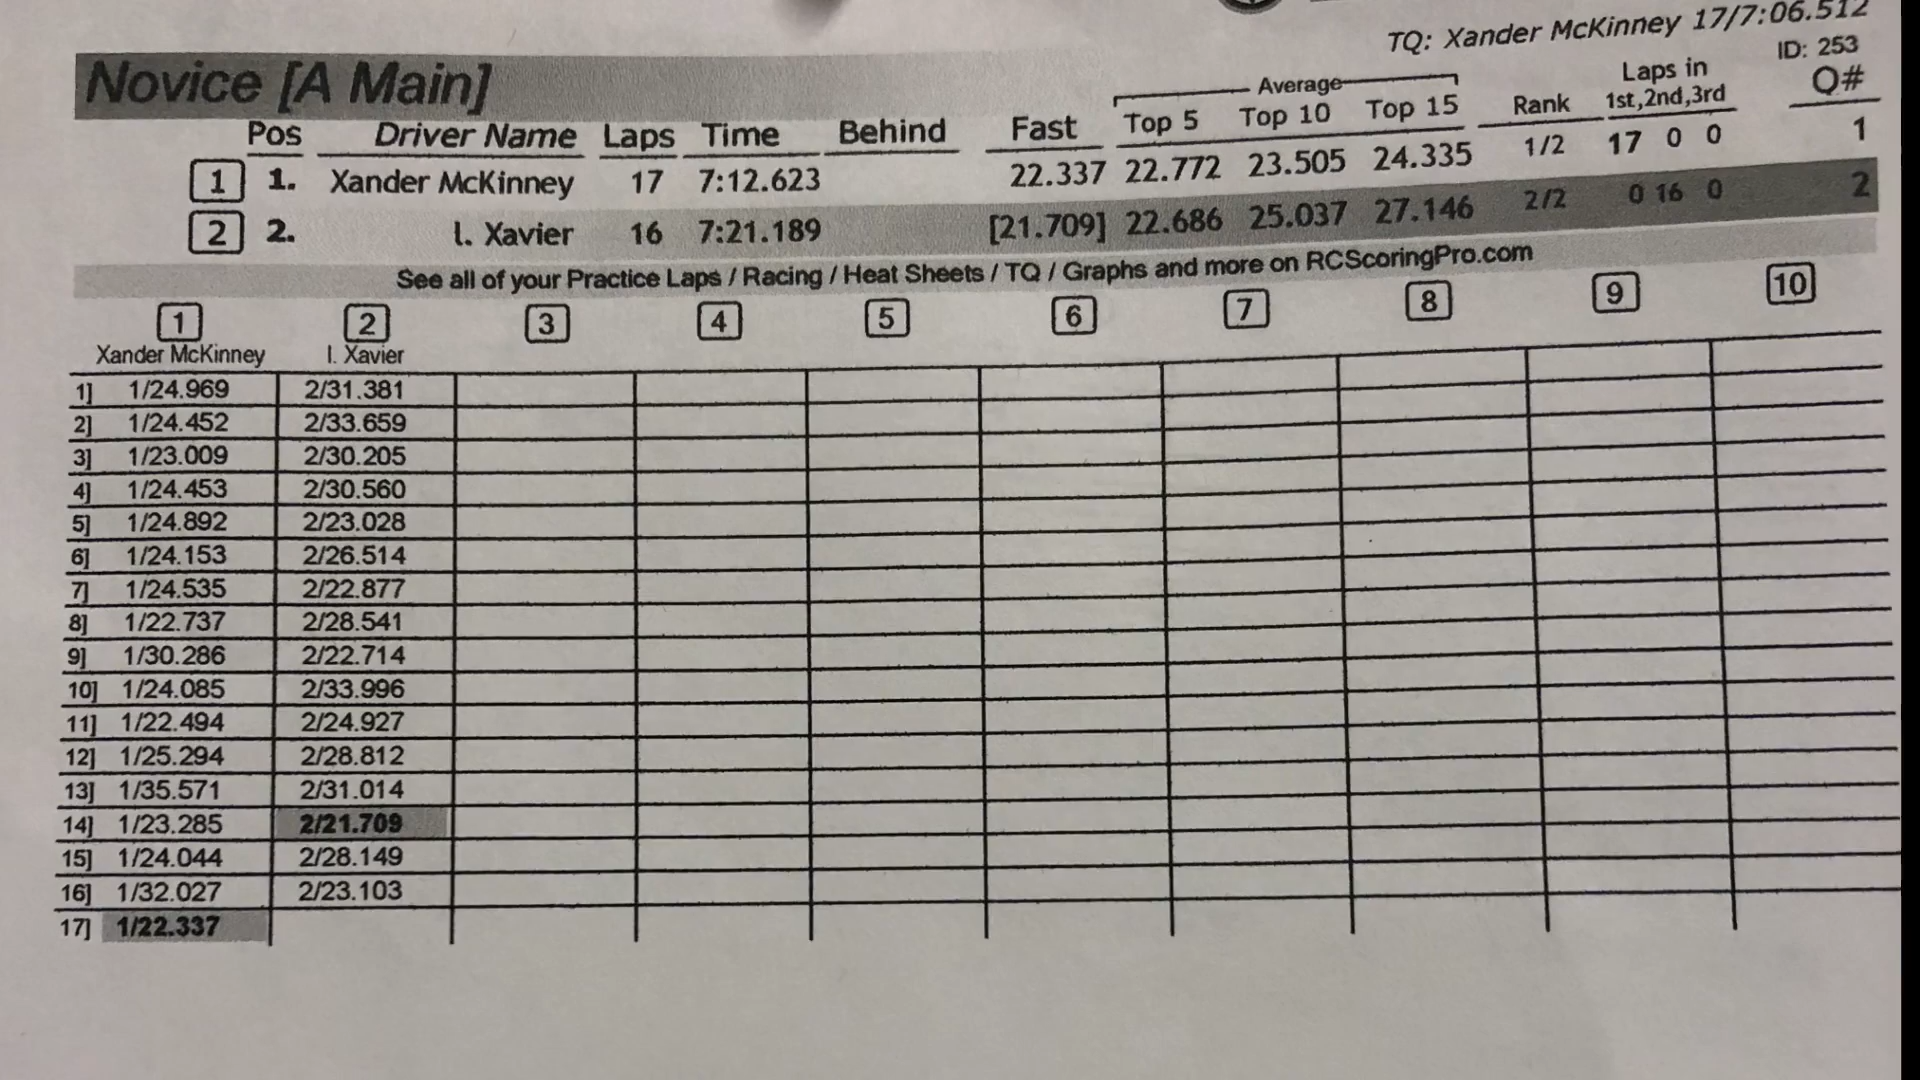 TQ: Xander McKinney 17/7:06.512
ID: 253
Novice [A Main]
Average
Laps in
Pos Driver Name Laps Time Behind Fast Top 5 Top 10 Top 15 Rank 1st,2nd,3rd Q#
1 1. Xander McKinney 17 7:12.623 22.337 22.772 23.505 24.335 1/2 17 0 0 1
2 2. I. Xavier 16 7:21.189 [21.709] 22.686 25.037 27.146 2/2 0 16 0 2
See all of your Practice Laps / Racing / Heat Sheets / TQ / Graphs and more on RCScoringPro.com
1 2 3 4 5 6 7 8 9 10
Xander McKinney I. Xavier
1] 1/24.969 2/31.381
2] 1/24.452 2/33.659
3] 1/23.009 2/30.205
4] 1/24.453 2/30.560
5] 1/24.892 2/23.028
6] 1/24.153 2/26.514
7] 1/24.535 2/22.877
8] 1/22.737 2/28.541
9] 1/30.286 2/22.714
10] 1/24.085 2/33.996
11] 1/22.494 2/24.927
12] 1/25.294 2/28.812
13] 1/35.571 2/31.014
14] 1/23.285 2/21.709
15] 1/24.044 2/28.149
16] 1/32.027 2/23.103
17] 1/22.337